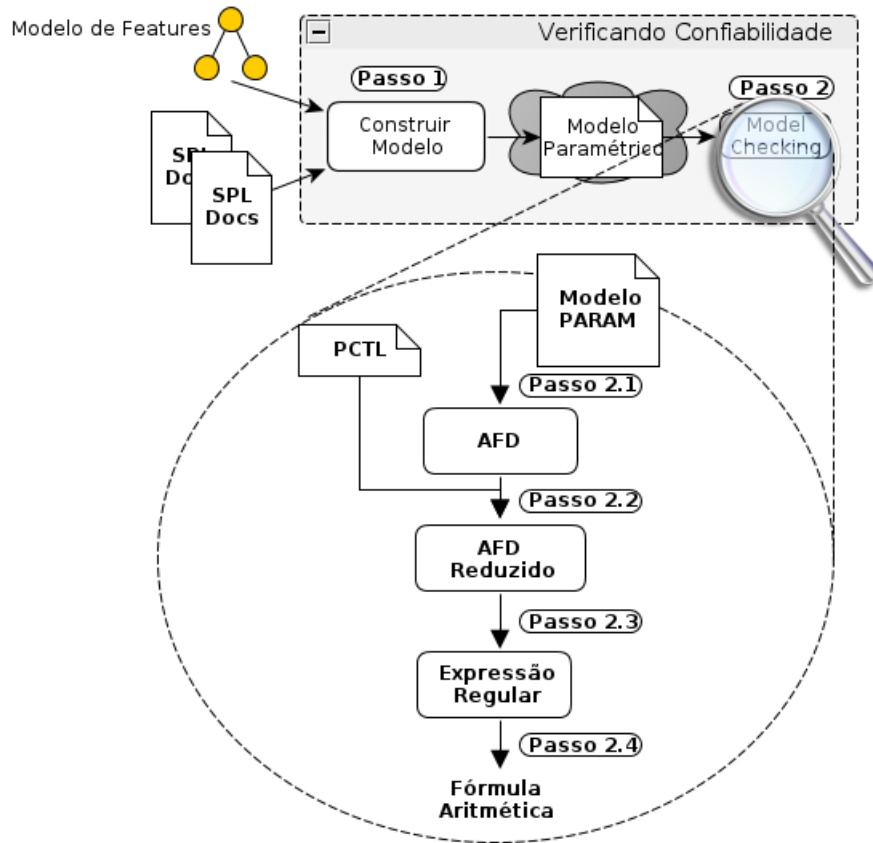 Modelo de Features
Verificando Confiabilidade
Passo 1
Passo 2
Construir
Modelo
Modelo
Paramétrico
Model
Checking
SPL
Docs
SPL
Docs
Modelo
PARAM
PCTL
Passo 2.1
AFD
Passo 2.2
AFD
Reduzido
Passo 2.3
Expressão
Regular
Passo 2.4
Fórmula
Aritmética